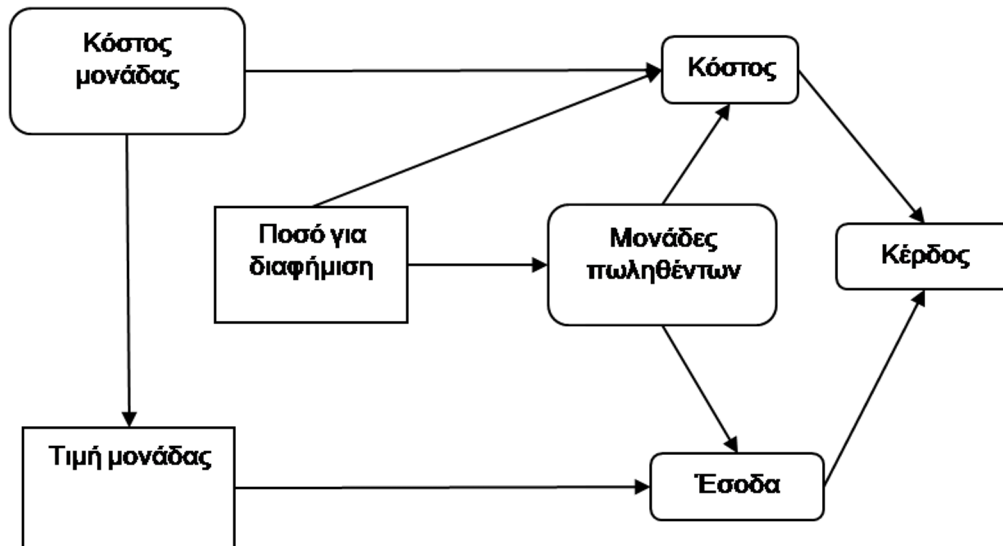 Κόστος
μονάδας
Κόστος
Ποσό για
διαφήμιση
Μονάδες
πωληθέντων
Κέρδος
Τιμή μονάδας
Έσοδα